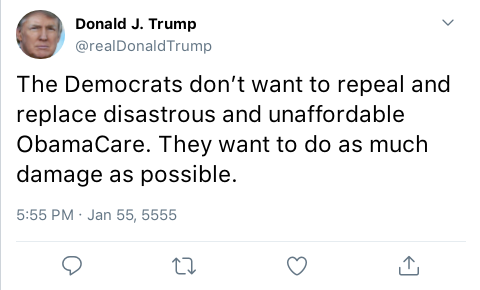 Donald J. Trump
@realDonaldTrump
The Democrats don't want to repeal and
replace disastrous and unaffordable
ObamaCare. They want to do as much
damage as possible.
5:55 PM · Jan 55, 5555